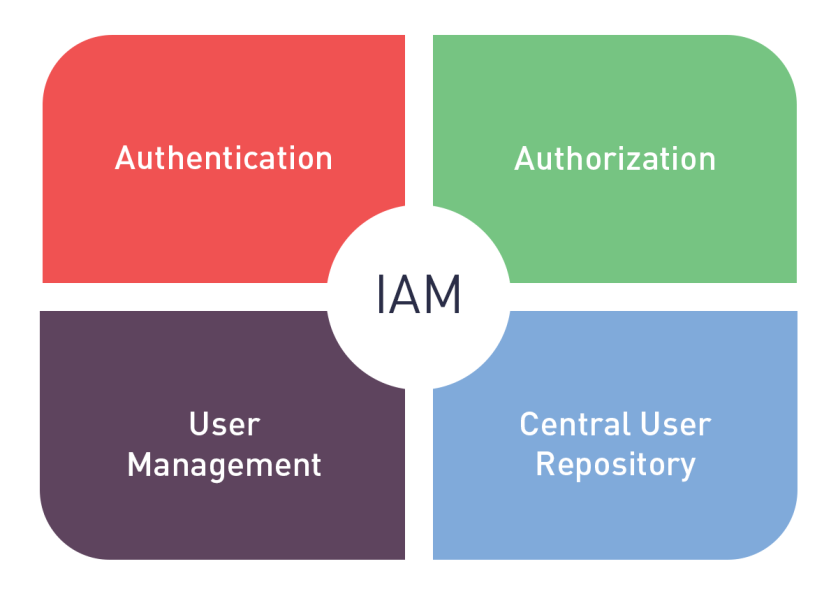 Authentication
Authorization
IAM
User
Management
Central User
Repository